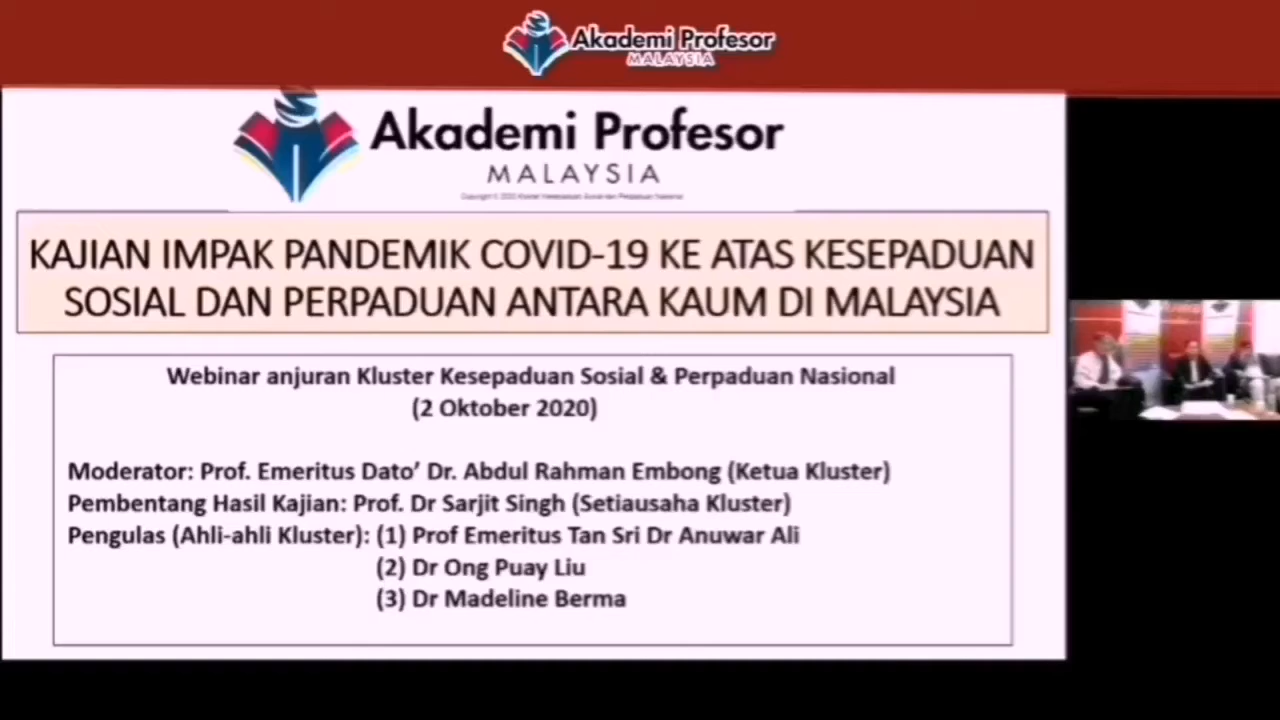 Akademi Profesor
MALAYSIA
Akademi Profesor
MALAYSIA
KAJIAN IMPAK PANDEMIK COVID-19 KE ATAS KESEPADUAN
SOSIAL DAN PERPADUAN ANTARA KAUM DI MALAYSIA
Webinar anjuran Kluster Kesepaduan Sosial & Perpaduan Nasional
(2 Oktober 2020)
Moderator: Prof. Emeritus Dato’ Dr. Abdul Rahman Embong (Ketua Kluster)
Pembentang Hasil Kajian: Prof. Dr Sarjit Singh (Setiausaha Kluster)
Pengulas (Ahli-ahli Kluster): (1) Prof Emeritus Tan Sri Dr Anuwar Ali
(2) Dr Ong Puay Liu
(3) Dr Madeline Berma